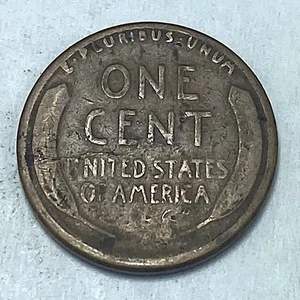 E·PLURIBUS·UNUM
ONE
CENT
UNITED STATES
OF AMERICA